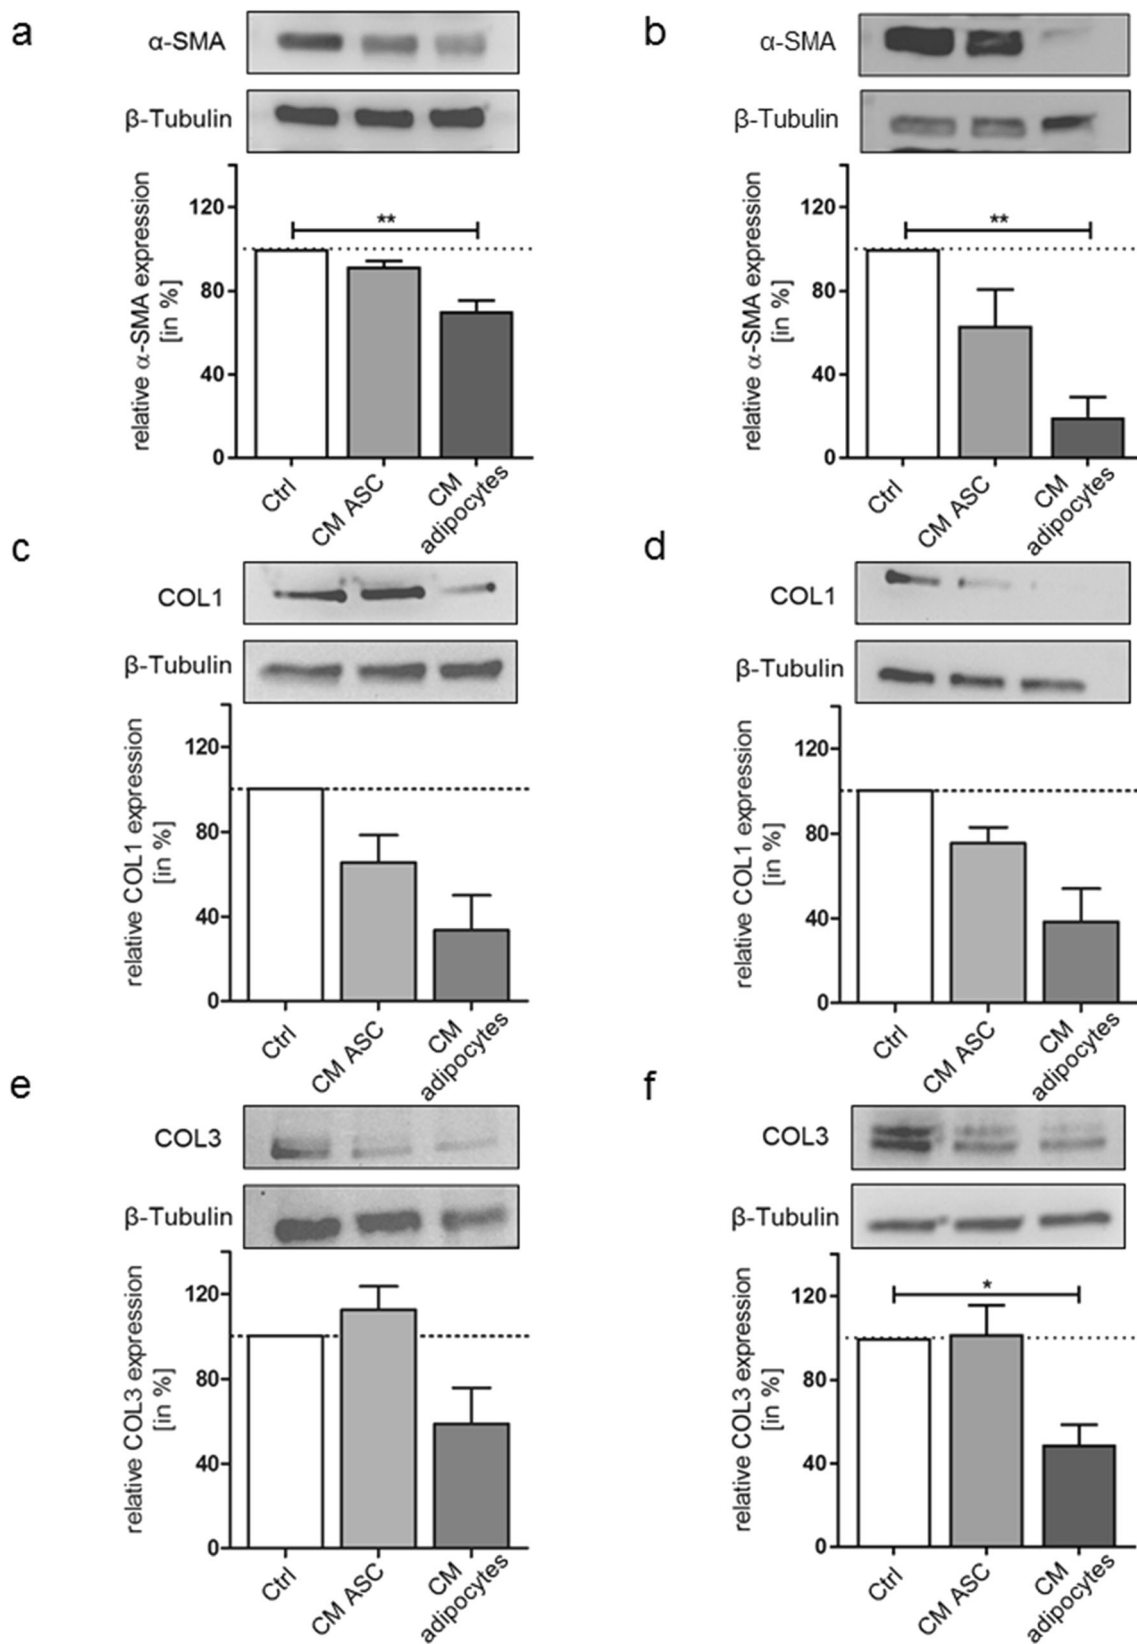 a
α-SMA
β-Tubulin
relative α-SMA expression
[in %]
120
80
40
0
**
Ctrl
CM ASC
CM
adipocytes
b
α-SMA
β-Tubulin
relative α-SMA expression
[in %]
120
80
40
0
**
Ctrl
CM ASC
CM
adipocytes
c
COL1
β-Tubulin
relative COL1 expression
[in %]
120
80
40
0
Ctrl
CM ASC
CM
adipocytes
d
COL1
β-Tubulin
relative COL1 expression
[in %]
120
80
40
0
Ctrl
CM ASC
CM
adipocytes
e
COL3
β-Tubulin
relative COL3 expression
[in %]
120
80
40
0
Ctrl
CM ASC
CM
adipocytes
f
COL3
β-Tubulin
relative COL3 expression
[in %]
120
80
40
0
*
Ctrl
CM ASC
CM
adipocytes